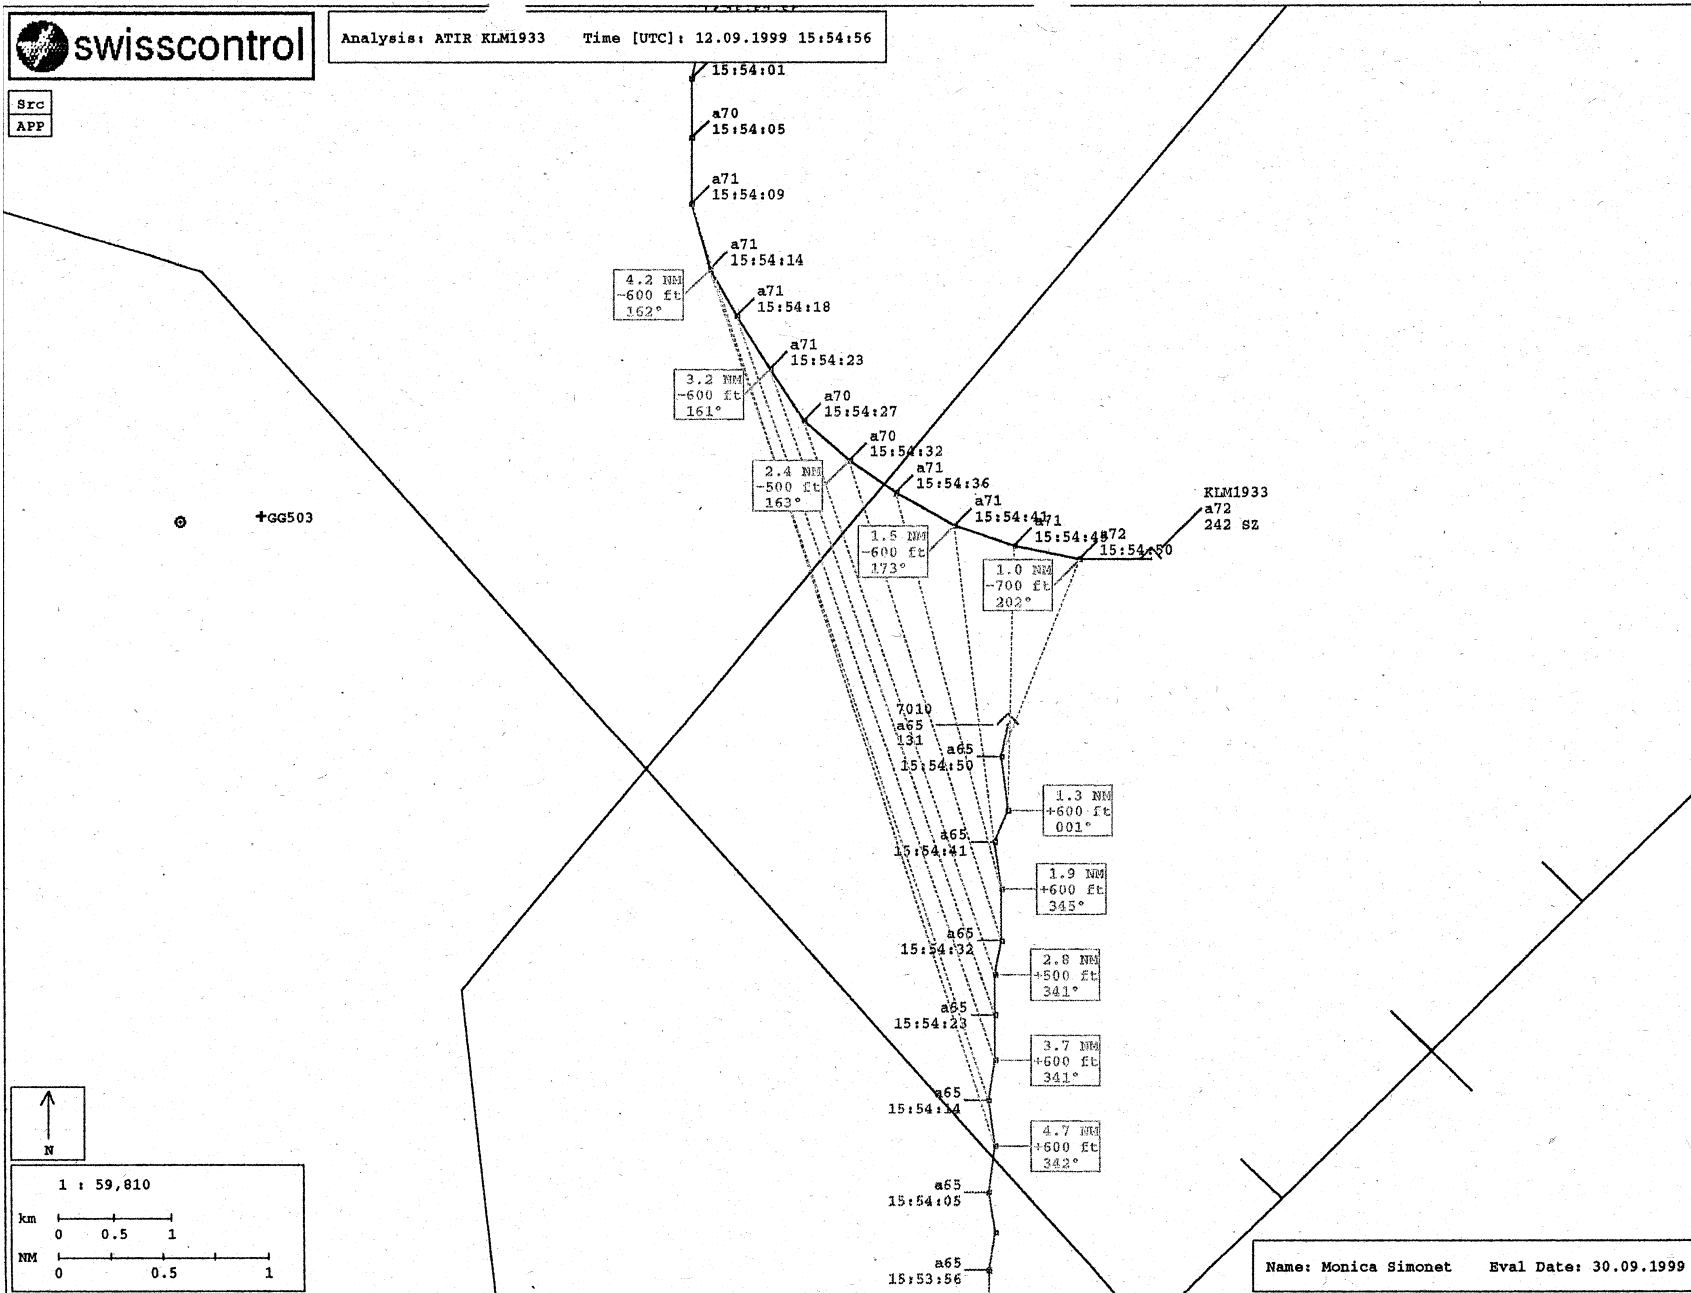 swisscontrol
Analysis: ATIR KLM1933 Time [UTC]: 12.09.1999 15:54:56
Src
APP
15:54:01
a70
15:54:05
a71
15:54:09
a71
15:54:14
4.2 NM
-600 ft
162°
a71
15:54:18
a71
15:54:23
3.2 NM
-600 ft
161°
a70
15:54:27
a70
15:54:32
2.4 NM
-500 ft
163°
a71
15:54:36
a71
15:54:41
1.5 NM
-600 ft
173°
a71
15:54:45
a72
15:54:50
1.0 NM
-700 ft
202°
KLM1933
a72
242 SZ
+GG503
7010
a65
131
a65
15:54:50
1.3 NM
+600 ft
001°
a65
15:54:41
1.9 NM
+600 ft
345°
a65
15:54:32
2.8 NM
+500 ft
341°
a65
15:54:23
3.7 NM
+600 ft
341°
a65
15:54:14
4.7 NM
+600 ft
342°
a65
15:54:05
a65
15:53:56
N
1 : 59,810
km
0 0.5 1
NM
0 0.5 1
Name: Monica Simonet Eval Date: 30.09.1999